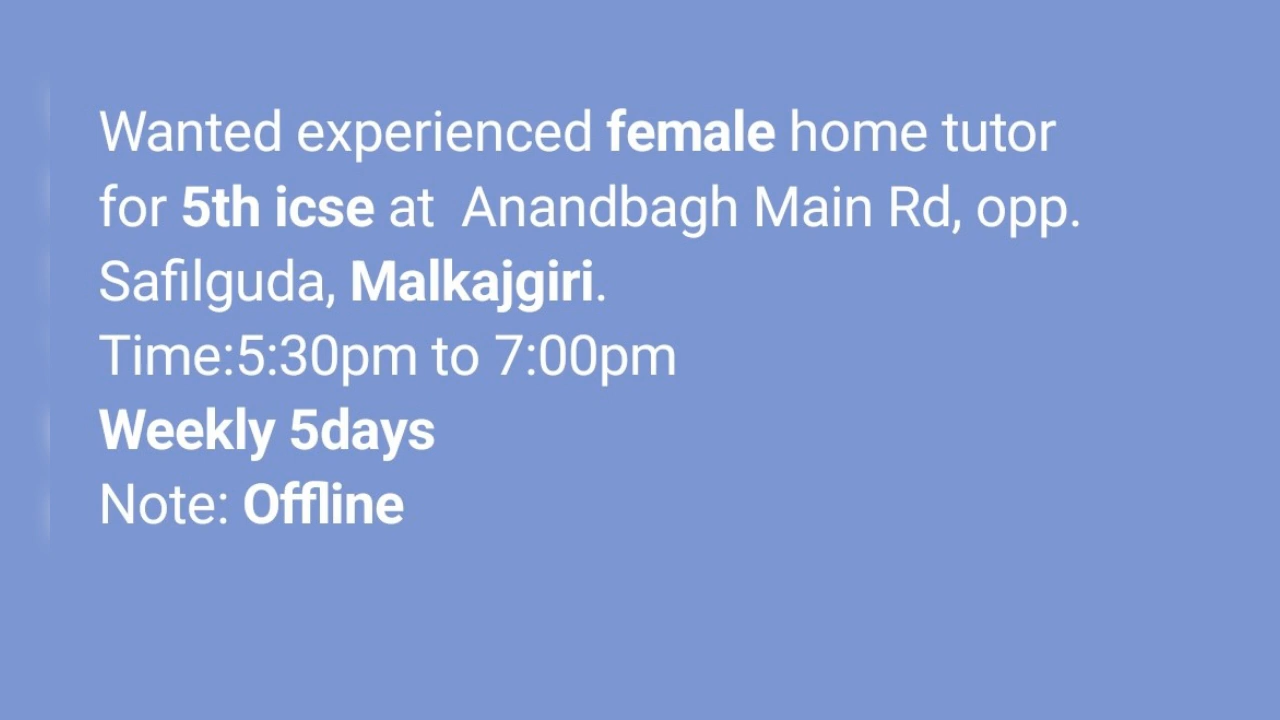 Wanted experienced female home tutor
for 5th icse at  Anandbagh Main Rd, opp.
Safilguda, Malkajgiri.
Time:5:30pm to 7:00pm
Weekly 5days
Note: Offline